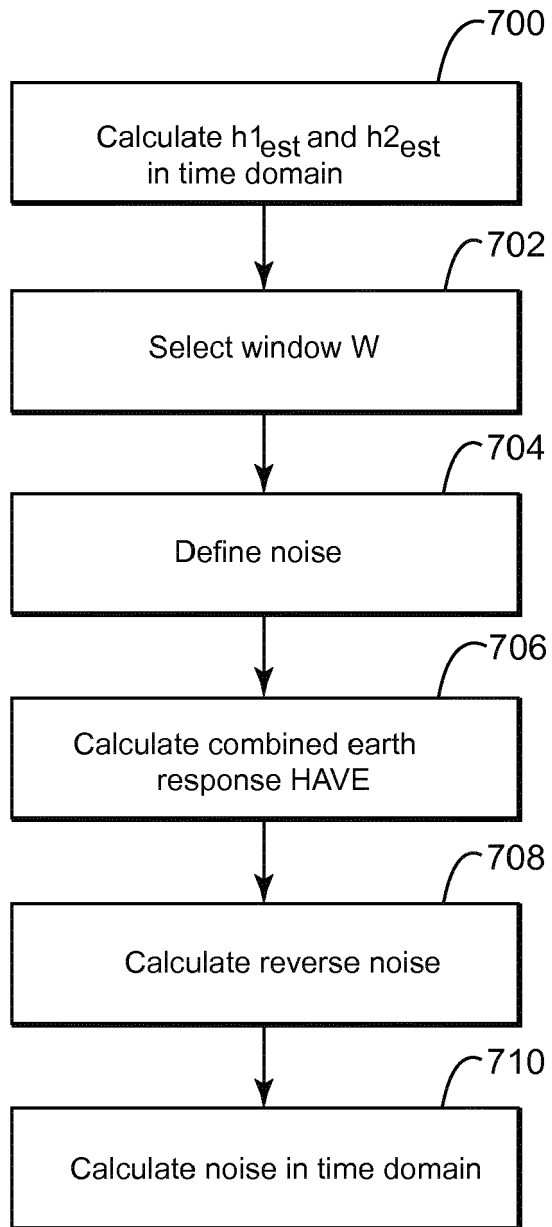 700
Calculate h1est and h2est
in time domain
702
Select window W
704
Define noise
706
Calculate combined earth
response HAVE
708
Calculate reverse noise
710
Calculate noise in time domain